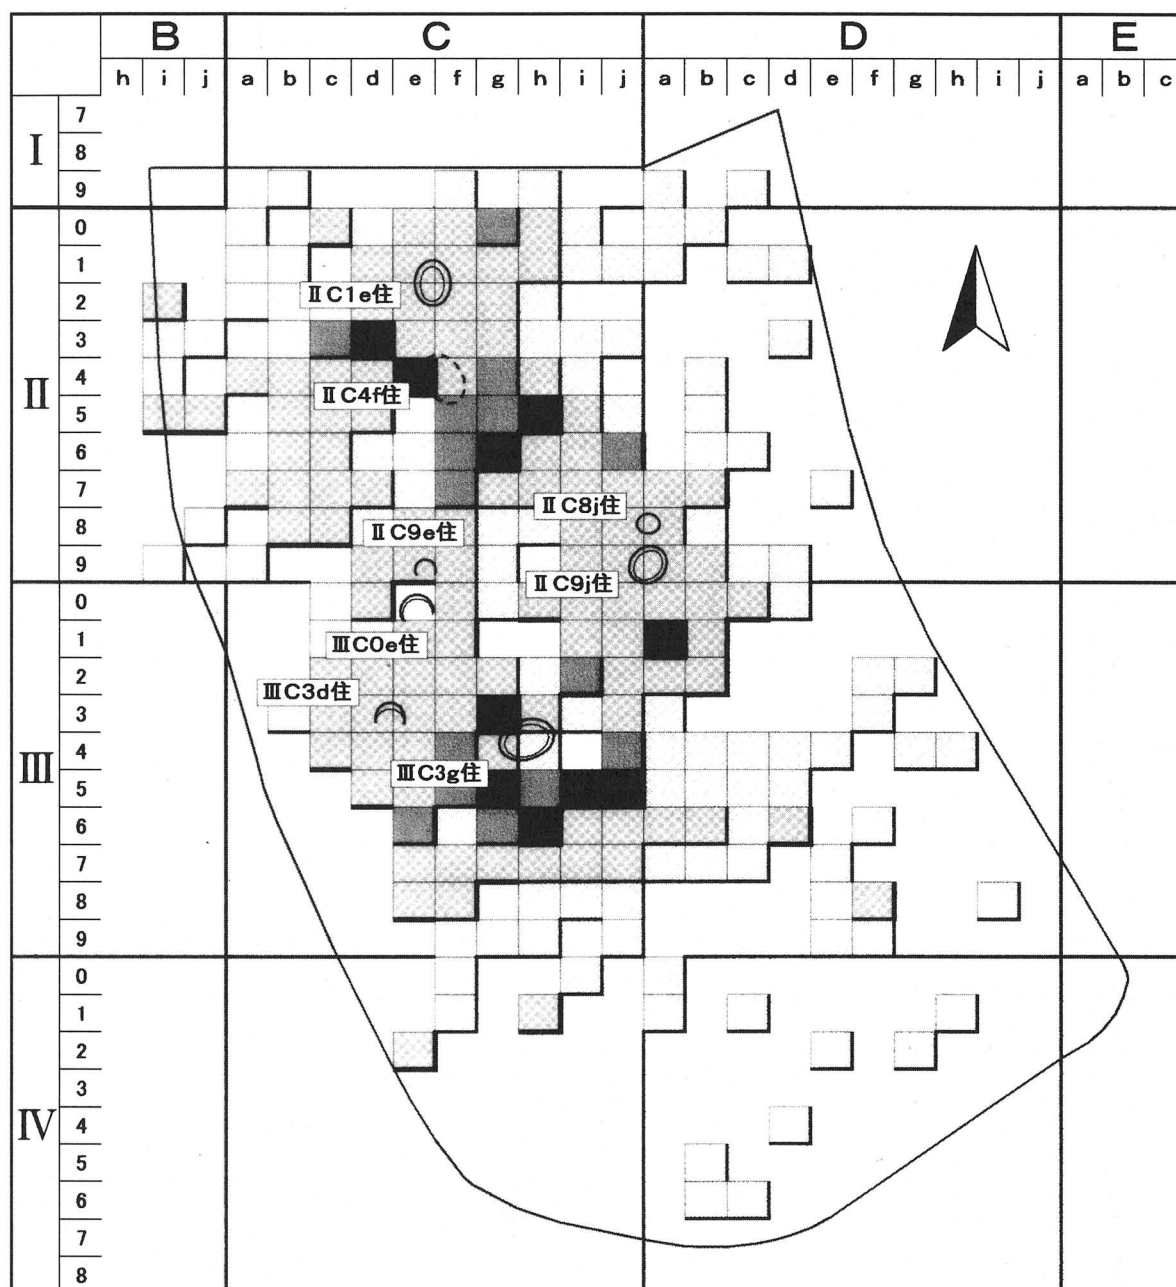 B C D E
h i j a b c d e f g h i j a b c d e f g h i j a b c
I
7
8
9
II
0
1
2
3
4
5
6
7
8
9
III
0
1
2
3
4
5
6
7
8
9
IV
0
1
2
3
4
5
6
7
8
ⅡC1e住
ⅡC4f住
ⅡC8j住
ⅡC9e住
ⅡC9j住
ⅢC0e住
ⅢC3d住
ⅢC3g住